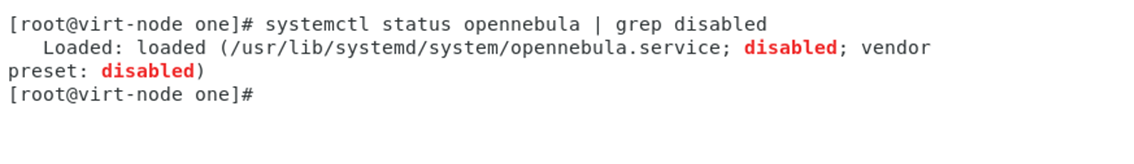 [root@virt-node one]# systemctl status opennebula | grep disabled
   Loaded: loaded (/usr/lib/systemd/system/opennebula.service; disabled; vendor
preset: disabled)
[root@virt-node one]#